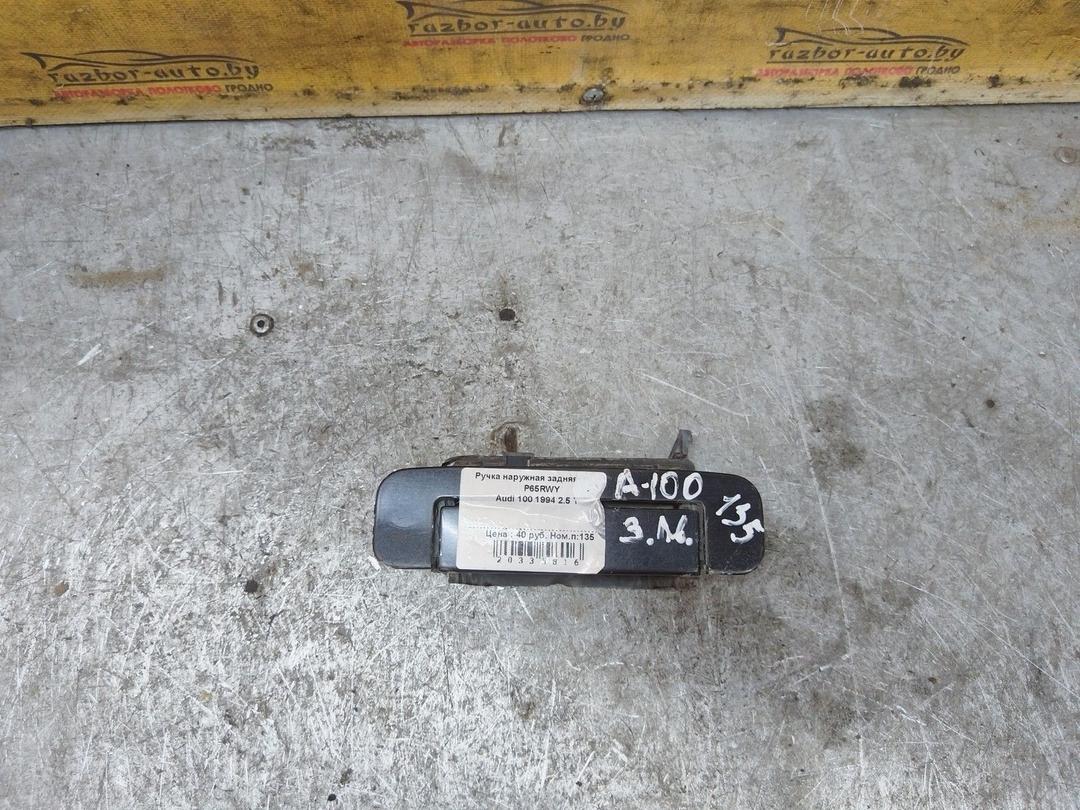 razbor-auto.by
АВТОРАЗБОРКА ПОЛОТКОВО ГРОДНО
razbor-auto.by
АВТОРАЗБОРКА ПОЛОТКОВО ГРОДНО
razbor-auto.by
АВТОРАЗБОРКА ПОЛОТКОВО ГРОДНО
Ручка наружная задняя
P65RWY
Audi 100 1994 2.5
Цена : 40 руб. Ном.п:135
А-100
З.Л.
135